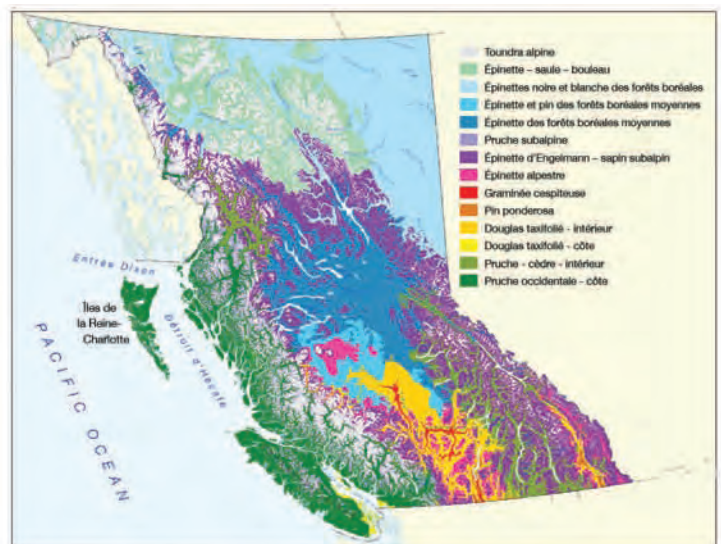 Toundra alpine
Épinette – saule – bouleau
Épinettes noire et blanche des forêts boréales
Épinette et pin des forêts boréales moyennes
Épinette des forêts boréales moyennes
Pruche subalpine
Épinette d'Engelmann – sapin subalpin
Épinette alpestre
Graminée cespiteuse
Pin ponderosa
Douglas taxifolié - intérieur
Douglas taxifolié - côte
Pruche - cèdre - intérieur
Pruche occidentale - côte
Entrée Dixon
Îles de
la Reine-
Charlotte
Détroit d'Hécate
PACIFIC OCEAN